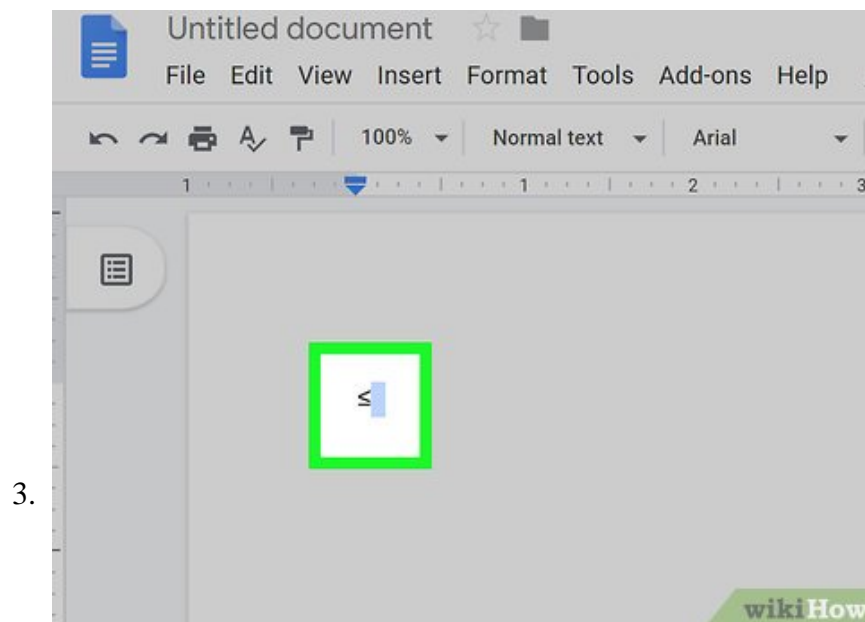 Untitled document
File Edit View Insert Format Tools Add-ons Help
100% Normal text Arial
1 1 2 3
≤
3.
wikiHow